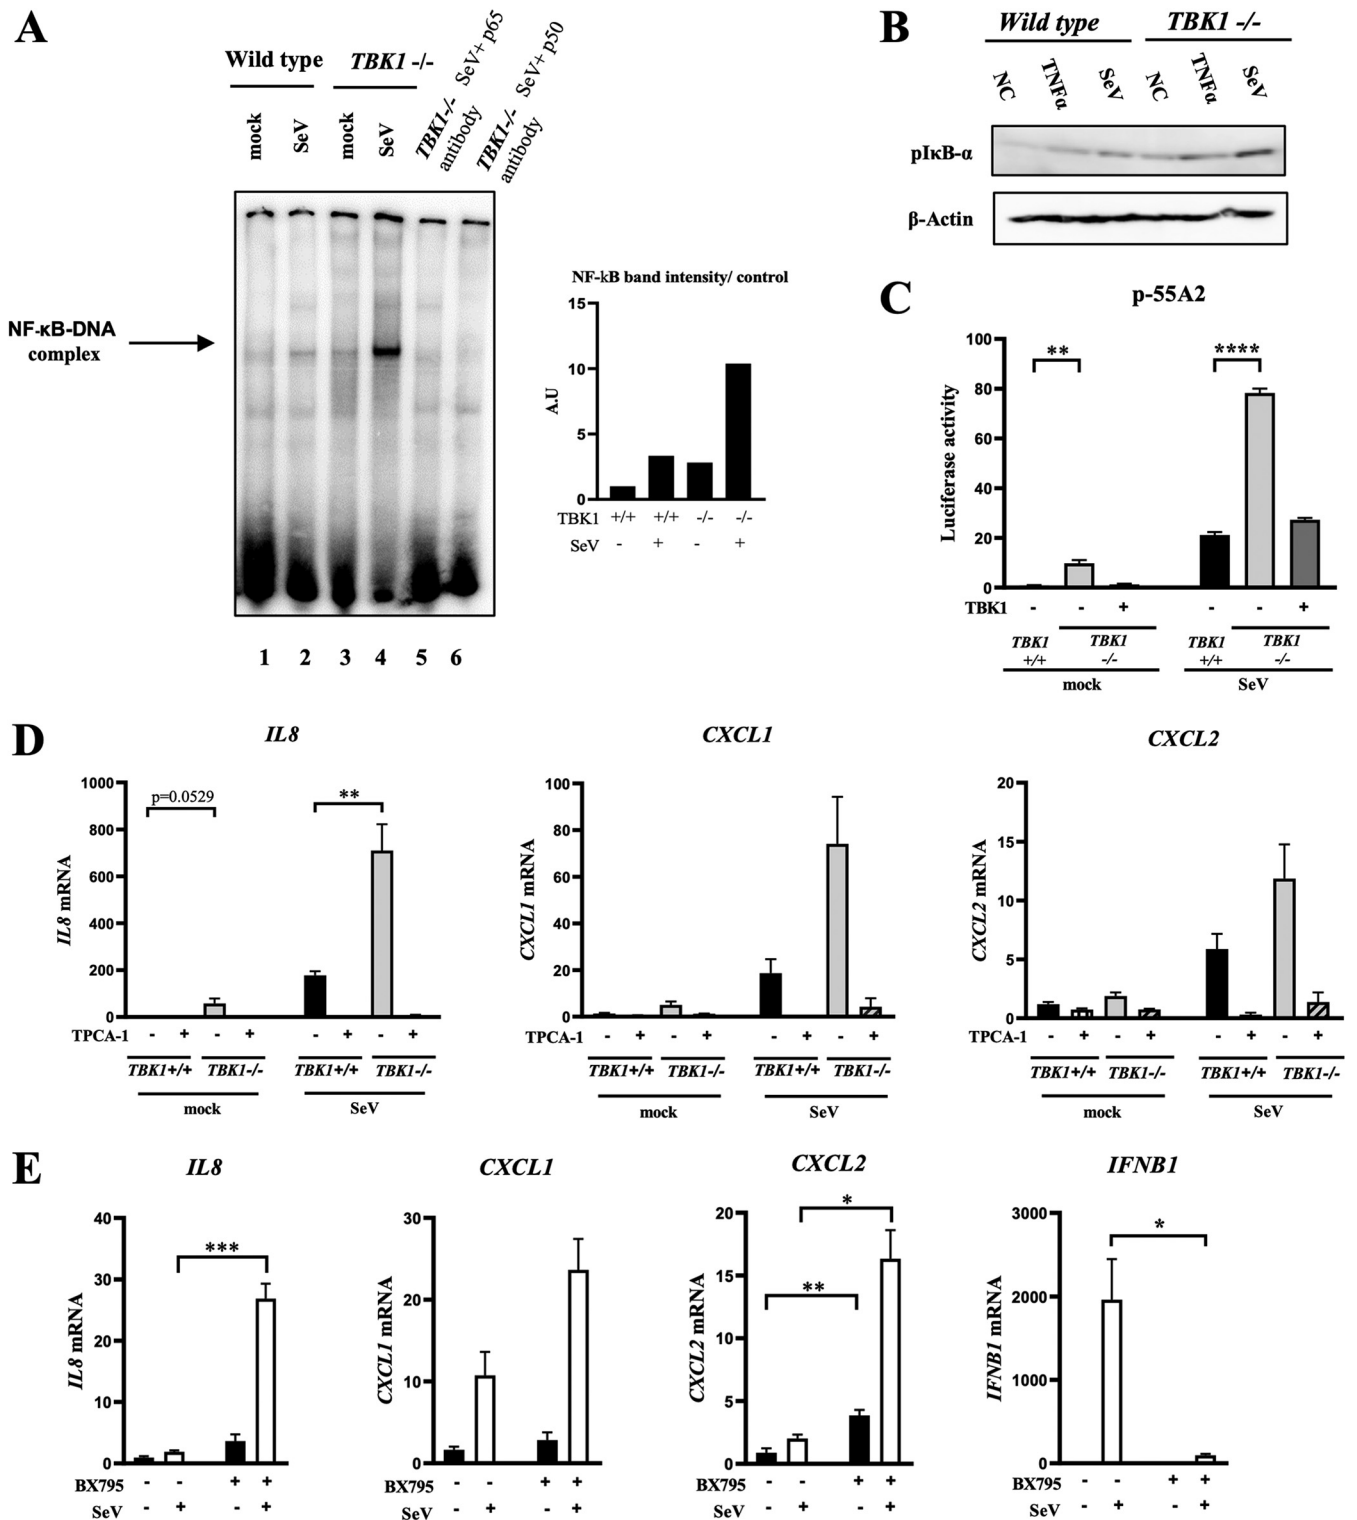 A
Wild type
TBK1 -/-
mock
SeV
mock
SeV
TBK1-/- SeV+ p65
antibody
TBK1-/- SeV+ p50
antibody
NF-κB-DNA
complex
1 2 3 4 5 6
NF-kB band intensity/ control
15
10
5
0
A.U
TBK1 +/+ +/+ -/- -/-
SeV - + - +
B
Wild type TBK1 -/-
NC TNFα SeV NC TNFα SeV
pIκB-α
β-Actin
C
p-55A2
100
80
60
40
20
0
Luciferase activity
** ****
TBK1 - - + - - +
TBK1 TBK1 TBK1 TBK1
+/+ -/- +/+ -/-
mock SeV
D
IL8
1000
800
600
400
200
0
IL8 mRNA
p=0.0529 **
TPCA-1 - + - + - + - +
TBK1+/+ TBK1-/- TBK1+/+ TBK1-/-
mock SeV
CXCL1
100
80
60
40
20
0
CXCL1 mRNA
TPCA-1 - + - + - + - +
TBK1+/+ TBK1-/- TBK1+/+ TBK1-/-
mock SeV
CXCL2
20
15
10
5
0
CXCL2 mRNA
TPCA-1 - + - + - + - +
TBK1+/+ TBK1-/- TBK1+/+ TBK1-/-
mock SeV
E
IL8
40
30
20
10
0
IL8 mRNA
***
BX795 - - + +
SeV - + - +
CXCL1
30
20
10
0
CXCL1 mRNA
- - + +
- + - +
CXCL2
20
15
10
5
0
CXCL2 mRNA
*
**
BX795 - - + +
SeV - + - +
IFNB1
3000
2000
1000
0
IFNB1 mRNA
*
BX795 - - + +
SeV - + - +